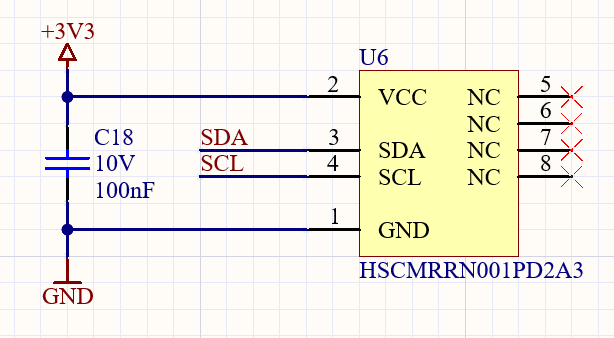 +3V3
U6
2 VCC NC 5
NC 6
C18 SDA 3 SDA NC 7
10V SCL 4 SCL NC 8
100nF
1 GND
GND HSCMRRN001PD2A3